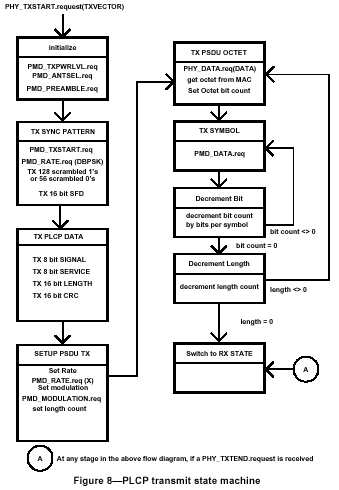 PHY_TXSTART.request(TXVECTOR)
initialize
PMD_TXPWRLVL.req
PMD_ANTSEL.req
PMD_PREAMBLE.req
TX SYNC PATTERN
PMD_TXSTART.req
PMD_RATE.req (DBPSK)
TX 128 scrambled 1's
or 56 scrambled 0's
TX 16 bit SFD
TX PLCP DATA
TX 8 bit SIGNAL
TX 8 bit SERVICE
TX 16 bit LENGTH
TX 16 bit CRC
SETUP PSDU TX
Set Rate
PMD_RATE.req (X)
Set modulation
PMD_MODULATION.req
set length count
TX PSDU OCTET
PHY_DATA.req(DATA)
get octet from MAC
Set Octet bit count
TX SYMBOL
PMD_DATA.req
Decrement Bit
decrement bit count
by bits per symbol
bit count <> 0
bit count = 0
Decrement Length
decrement length count
length <> 0
length = 0
Switch to RX STATE
A
A At any stage in the above flow diagram, if a PHY_TXTEND.request is received
Figure 8—PLCP transmit state machine